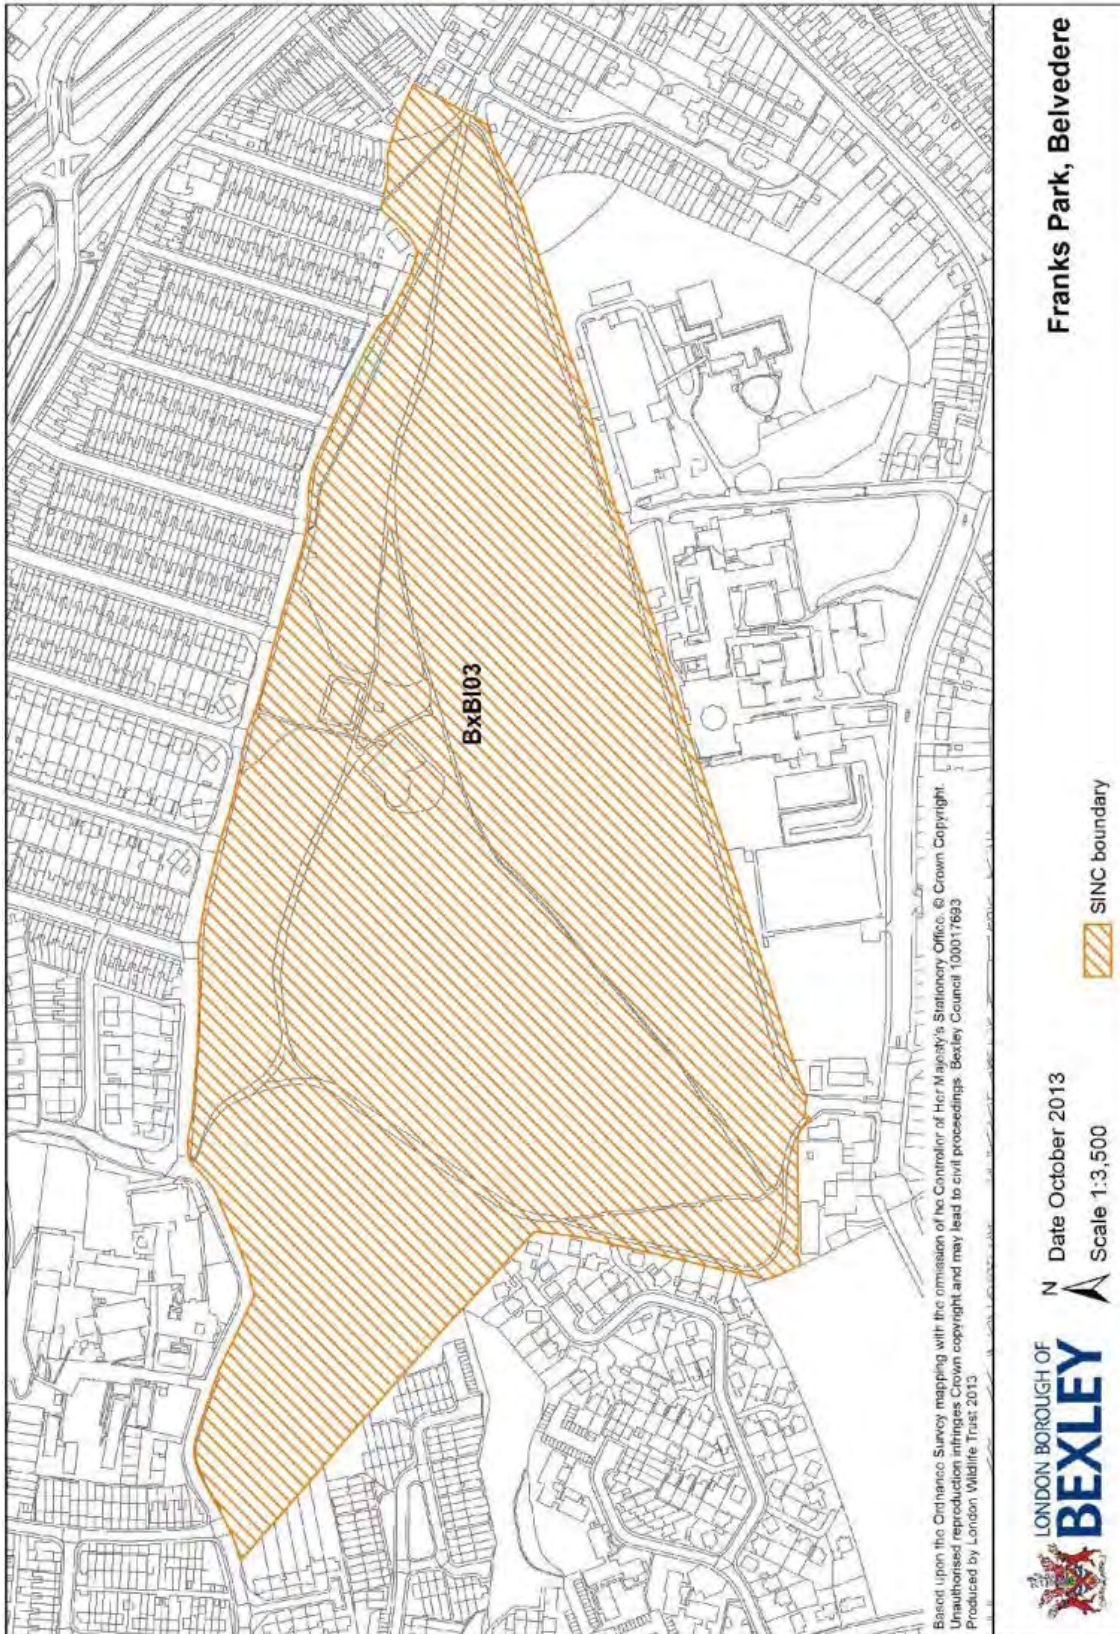 BxBI03
Based upon the Ordnance Survey mapping with the permission of he Controller of Her Majesty's Stationery Office. © Crown Copyright.
Unauthorised reproduction infringes Crown copyright and may lead to civil proceedings. Bexley Council 100017693
Produced by London Wildlife Trust 2013
LONDON BOROUGH OF
BEXLEY
N
Date October 2013
Scale 1:3,500
SINC boundary
Franks Park, Belvedere